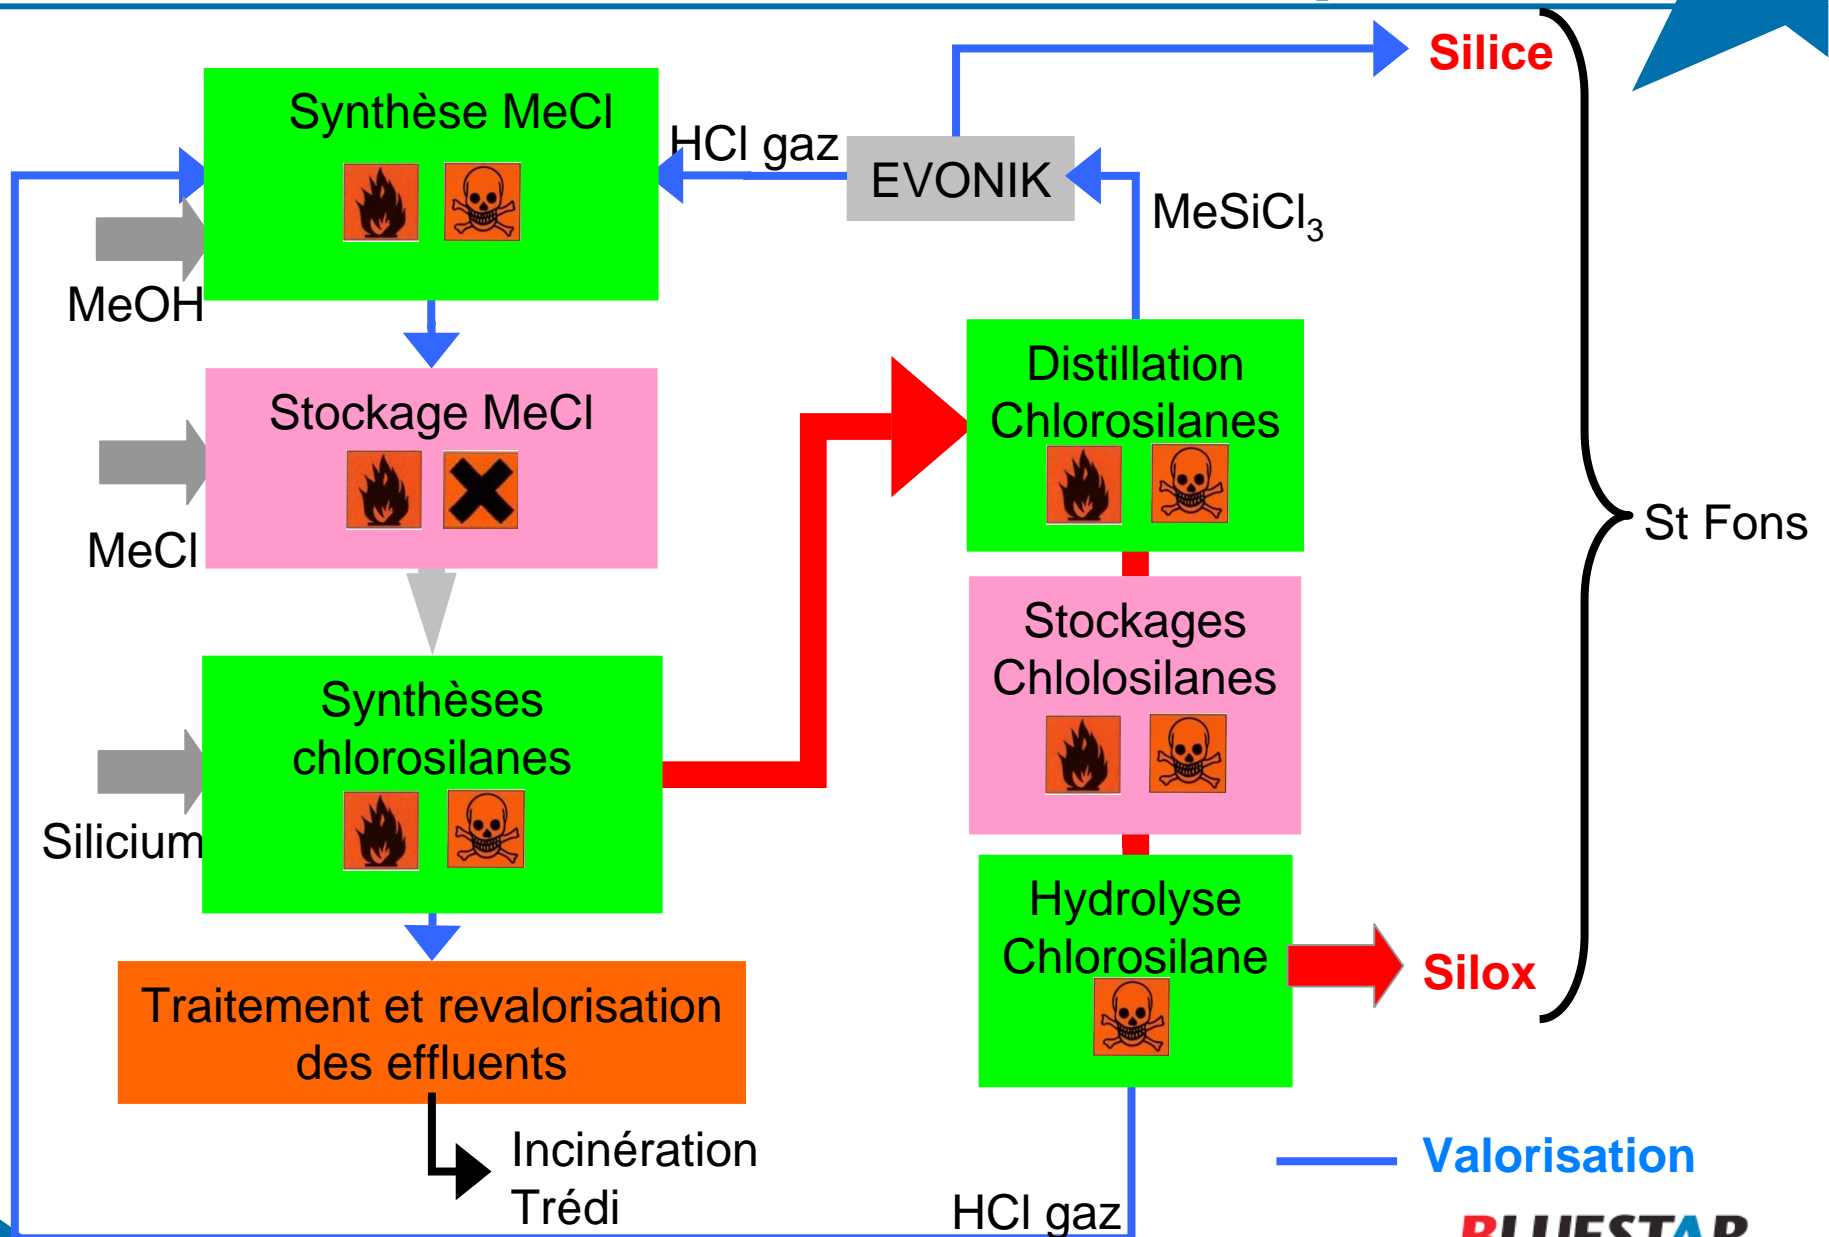 Silice
Synthèse MeCl
HCl gaz
EVONIK
MeSiCl3
MeOH
Distillation
Chlorosilanes
Stockage MeCl
MeCl
St Fons
Stockages
Chlolosilanes
Synthèses
chlorosilanes
Silicium
Hydrolyse
Chlorosilane
Silox
Traitement et revalorisation
des effluents
Incinération
Trédi
HCl gaz
Valorisation
BLUESTAR